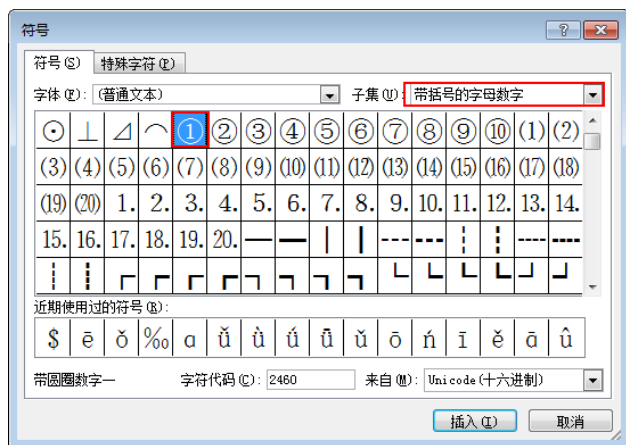 符号
符号(S) 特殊字符(P)
字体(F): (普通文本) 子集(U): 带括号的字母数字
⊙ ⊥ ⊿ ⌒ ① ② ③ ④ ⑤ ⑥ ⑦ ⑧ ⑨ ⑩ ⑴ ⑵
⑶ ⑷ ⑸ ⑹ ⑺ ⑻ ⑼ ⑽ ⑾ ⑿ ⒀ ⒁ ⒂ ⒃ ⒄ ⒅
⒆ ⒇ ⒈ ⒉ ⒊ ⒋ ⒌ ⒍ ⒎ ⒏ ⒐ ⒑ ⒒ ⒓ ⒔ ⒕
⒖ ⒗ ⒘ ⒙ ⒚ ⒛ ─ ━ │ ┃ ┄ ┅ ┆ ┇ ┈ ┉
┊ ┋ ┌ ┍ ┎ ┏ ┐ ┑ ┒ ┓ └ ┕ ┖ ┗ ┘ ┙
近期使用过的符号(R):
$ ē ǒ ‰ ɑ ǚ ù ú ǖ ǔ ō ń ī ě ā û
带圆圈数字一 字符代码(C): 2460 来自(M): Unicode(十六进制)
插入(I) 取消